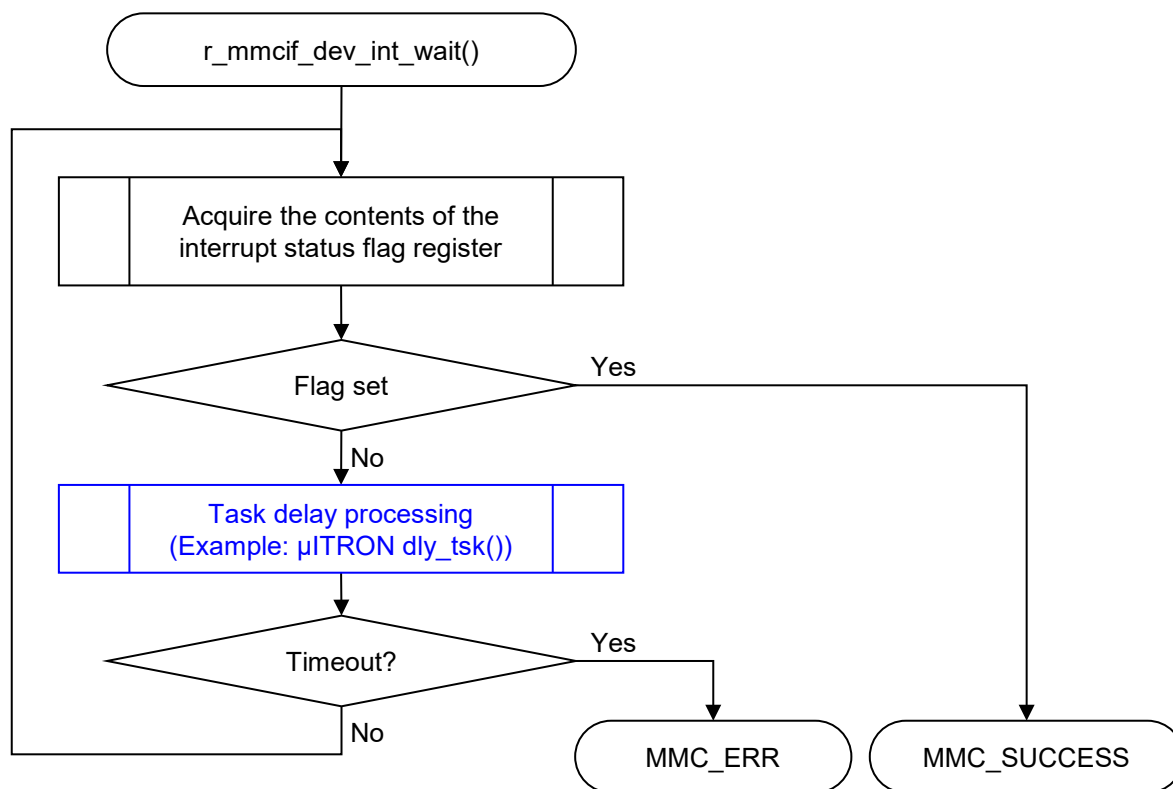 r_mmcif_dev_int_wait()
Acquire the contents of the
interrupt status flag register
Flag set
Yes
No
Task delay processing
(Example: µITRON dly_tsk())
Timeout?
Yes
No
MMC_ERR
MMC_SUCCESS